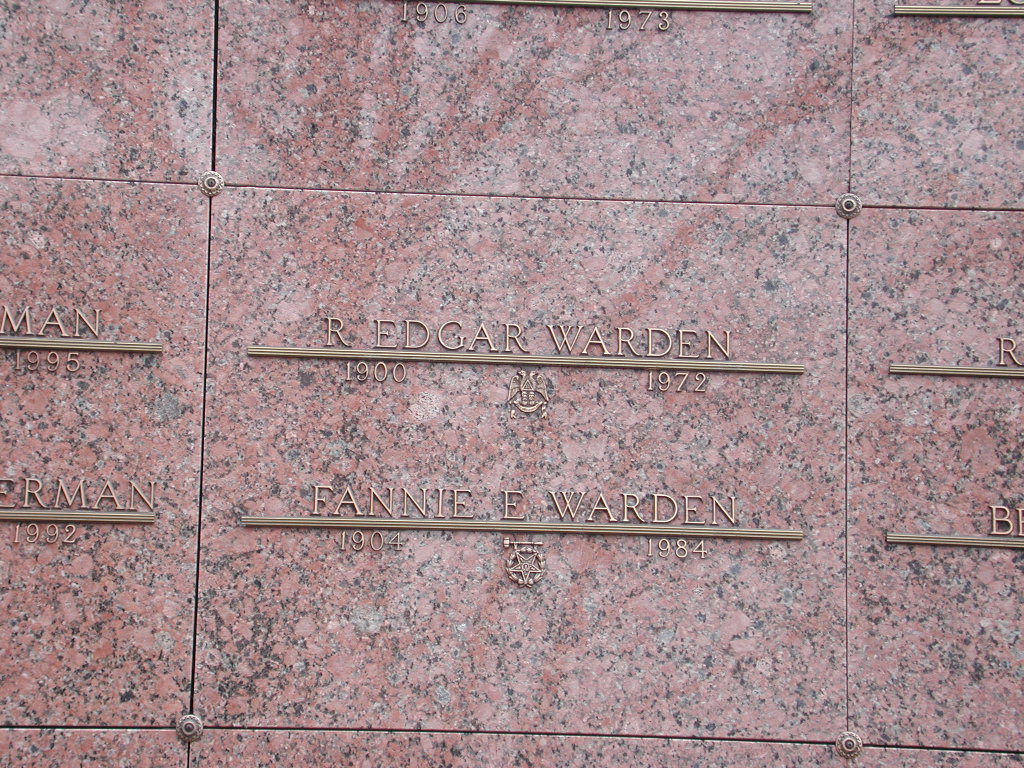 1906 1973
R EDGAR WARDEN
1900 1972
FANNIE E WARDEN
1904 1984
MAN
1995
ERMAN
1992
R